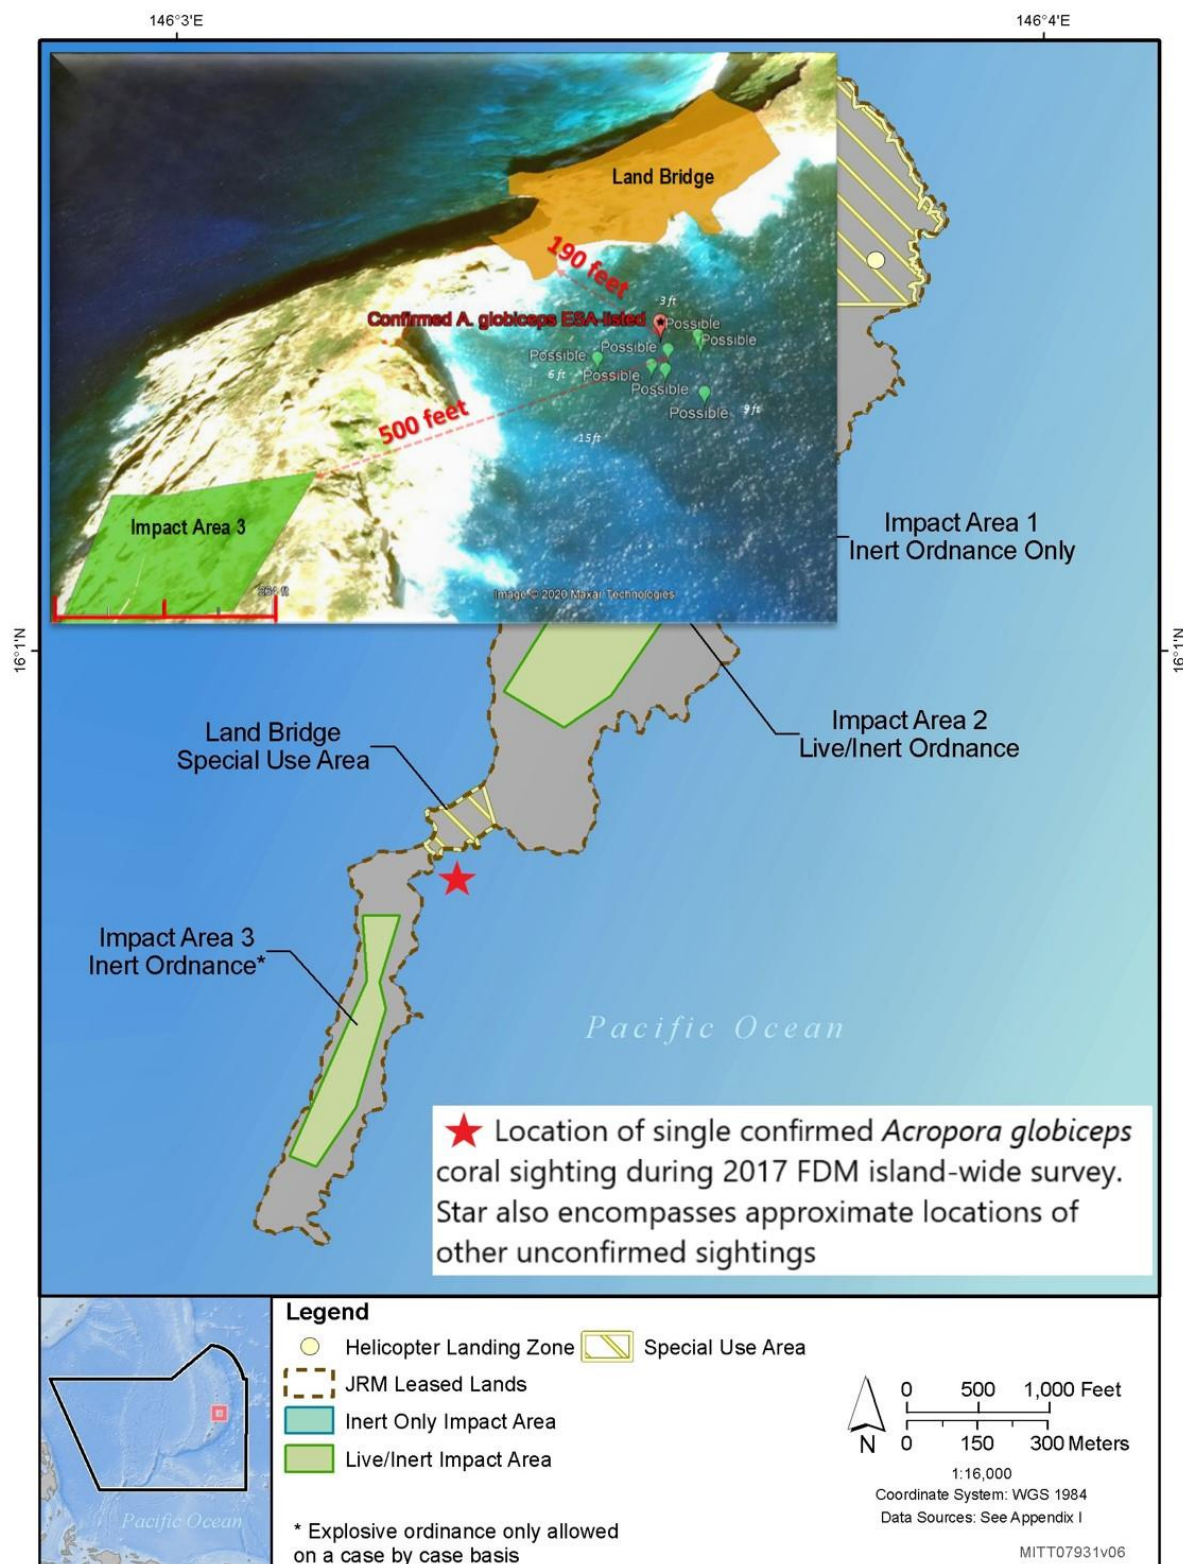 146°3'E
146°4'E
Land Bridge
190 feet
3 ft
Confirmed A. globiceps ESA-listed
Possible
Possible
Possible
Possible
6 ft
Possible
Possible
Possible
9 ft
500 feet
15 ft
Impact Area 3
ft
Image © 2020 Maxar Technologies
Impact Area 1
Inert Ordnance Only
16°1'N
16°1'N
Land Bridge
Special Use Area
Impact Area 2
Live/Inert Ordnance
Impact Area 3
Inert Ordnance*
Pacific Ocean
Location of single confirmed Acropora globiceps
coral sighting during 2017 FDM island-wide survey.
Star also encompasses approximate locations of
other unconfirmed sightings
Legend
Helicopter Landing Zone
Special Use Area
JRM Leased Lands
Inert Only Impact Area
Live/Inert Impact Area
* Explosive ordinance only allowed
on a case by case basis
Pacific Ocean
N
0 500 1,000 Feet
0 150 300 Meters
1:16,000
Coordinate System: WGS 1984
Data Sources: See Appendix I
MITT07931v06